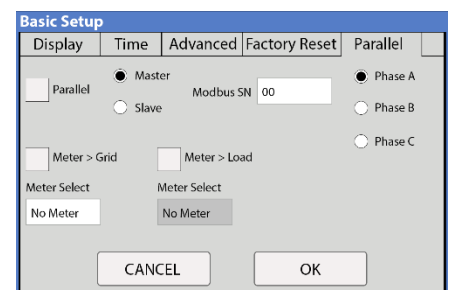 Basic Setup
Display Time Advanced Factory Reset Parallel
Parallel Master Modbus SN 00 Phase A
Slave Phase B
Phase C
Meter > Grid Meter > Load
Meter Select Meter Select
No Meter No Meter
CANCEL OK